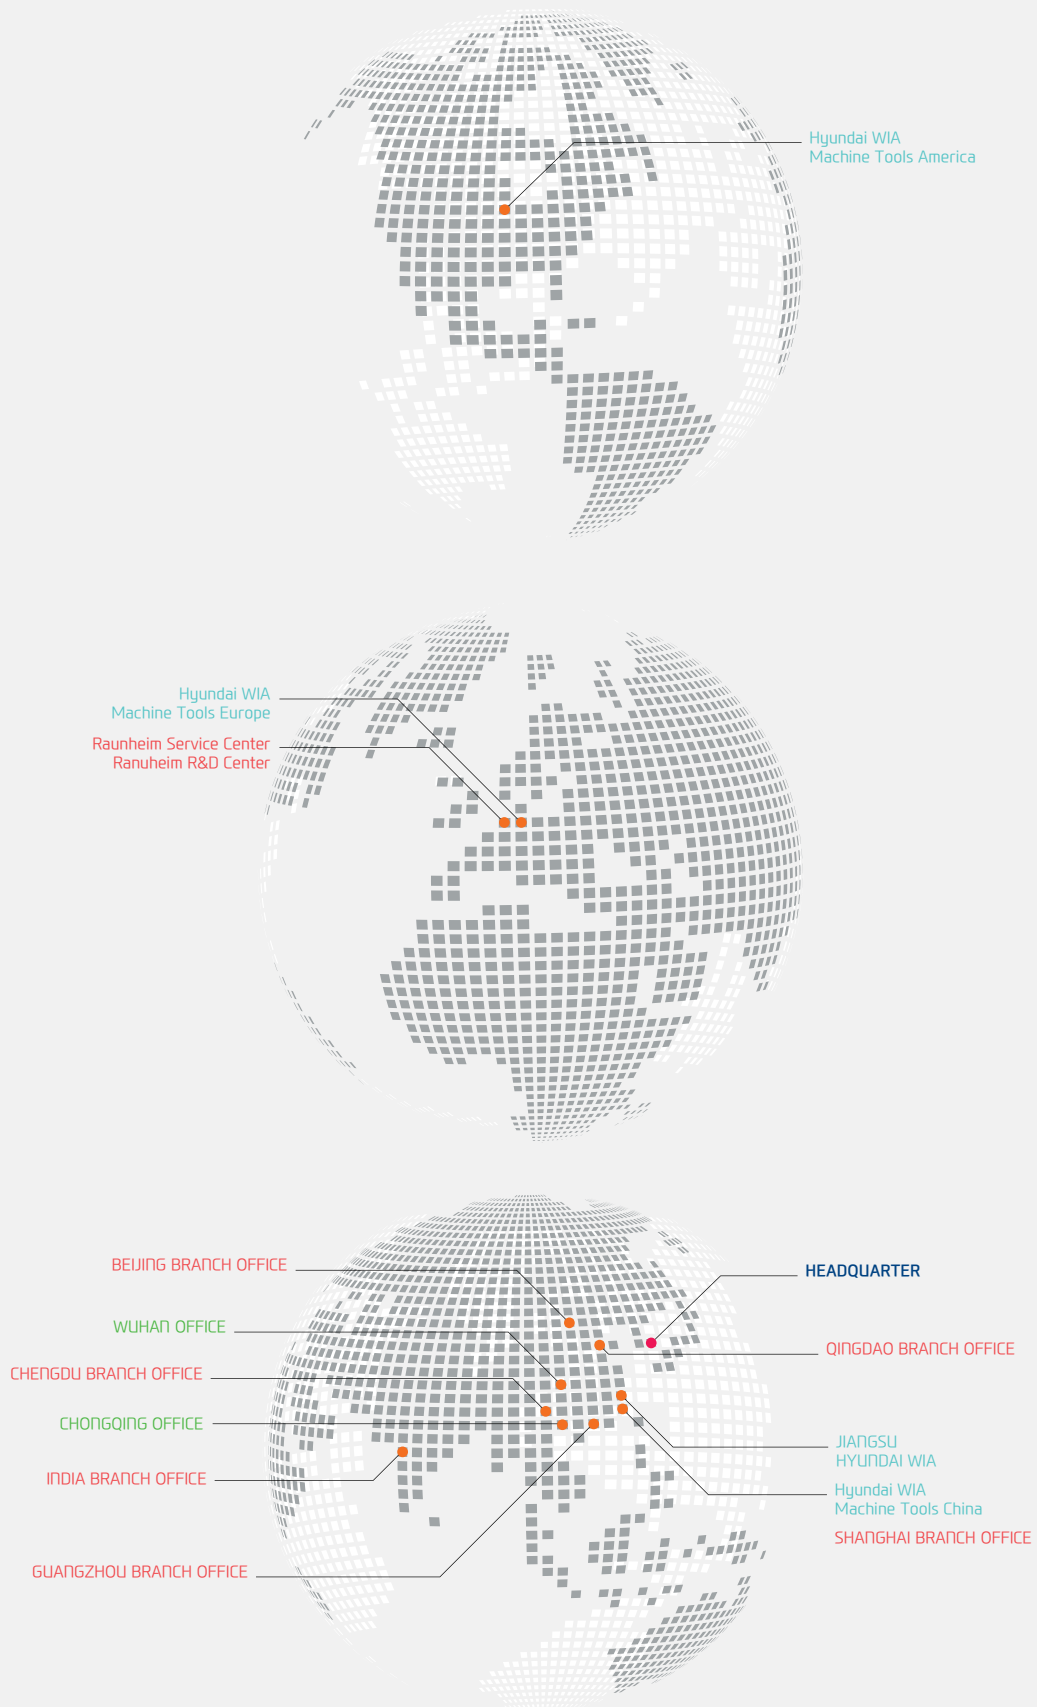 Hyundai WIA
Machine Tools America
Hyundai WIA
Machine Tools Europe
Raunheim Service Center
Ranuheim R&D Center
BEIJING BRANCH OFFICE
HEADQUARTER
WUHAN OFFICE
QINGDAO BRANCH OFFICE
CHENGDU BRANCH OFFICE
CHONGQING OFFICE
JIANGSU
HYUNDAI WIA
INDIA BRANCH OFFICE
Hyundai WIA
Machine Tools China
SHANGHAI BRANCH OFFICE
GUANGZHOU BRANCH OFFICE